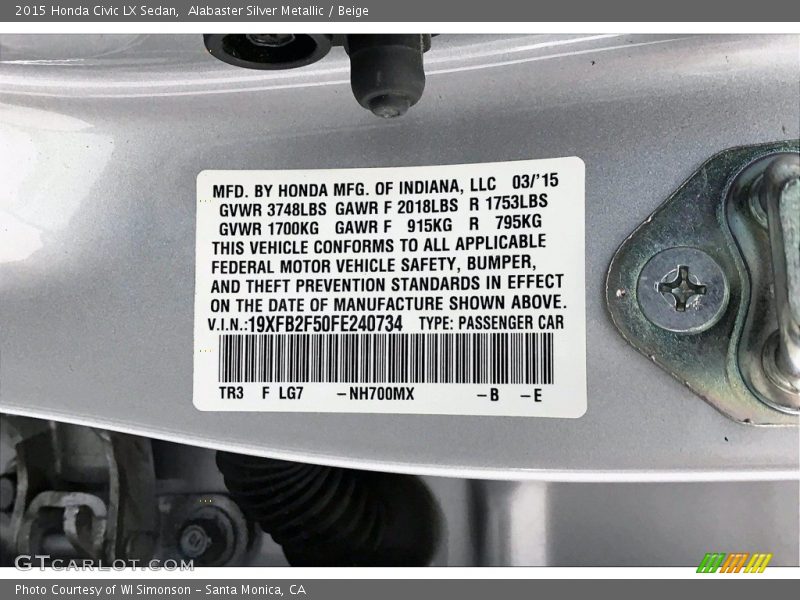 2015 Honda Civic LX Sedan,  Alabaster Silver Metallic / Beige
MFD. BY HONDA MFG. OF INDIANA, LLC 03/'15
GVWR 3748LBS GAWR F 2018LBS R 1753LBS
GVWR 1700KG GAWR F 915KG R 795KG
THIS VEHICLE CONFORMS TO ALL APPLICABLE
FEDERAL MOTOR VEHICLE SAFETY, BUMPER,
AND THEFT PREVENTION STANDARDS IN EFFECT
ON THE DATE OF MANUFACTURE SHOWN ABOVE.
V.I.N.:19XFB2F50FE240734 TYPE: PASSENGER CAR
TR3 F LG7 –NH700MX –B –E
GTCarLot.com
Photo Courtesy of WI Simonson – Santa Monica, CA